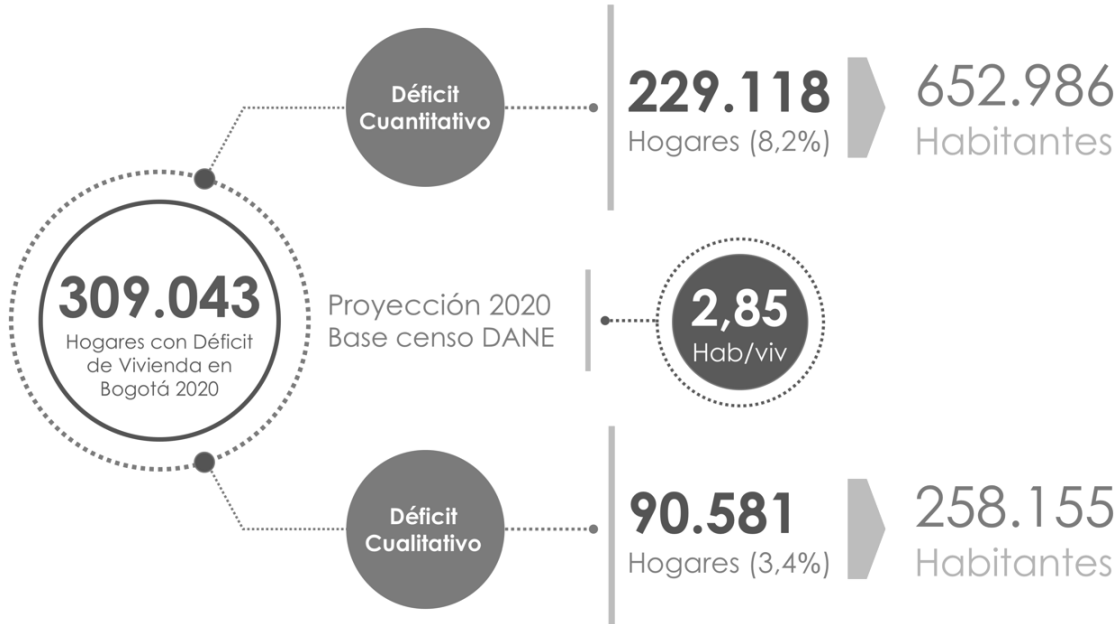 309.043
Hogares con Déficit
de Vivienda en
Bogotá 2020
Déficit
Cuantitativo
229.118
Hogares (8,2%)
652.986
Habitantes
Proyección 2020
Base censo DANE
2,85
Hab/viv
Déficit
Cualitativo
90.581
Hogares (3,4%)
258.155
Habitantes